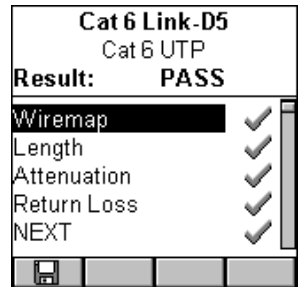 Cat 6 Link-D5
Cat 6 UTP
Result: PASS
Wiremap
Length
Attenuation
Return Loss
NEXT